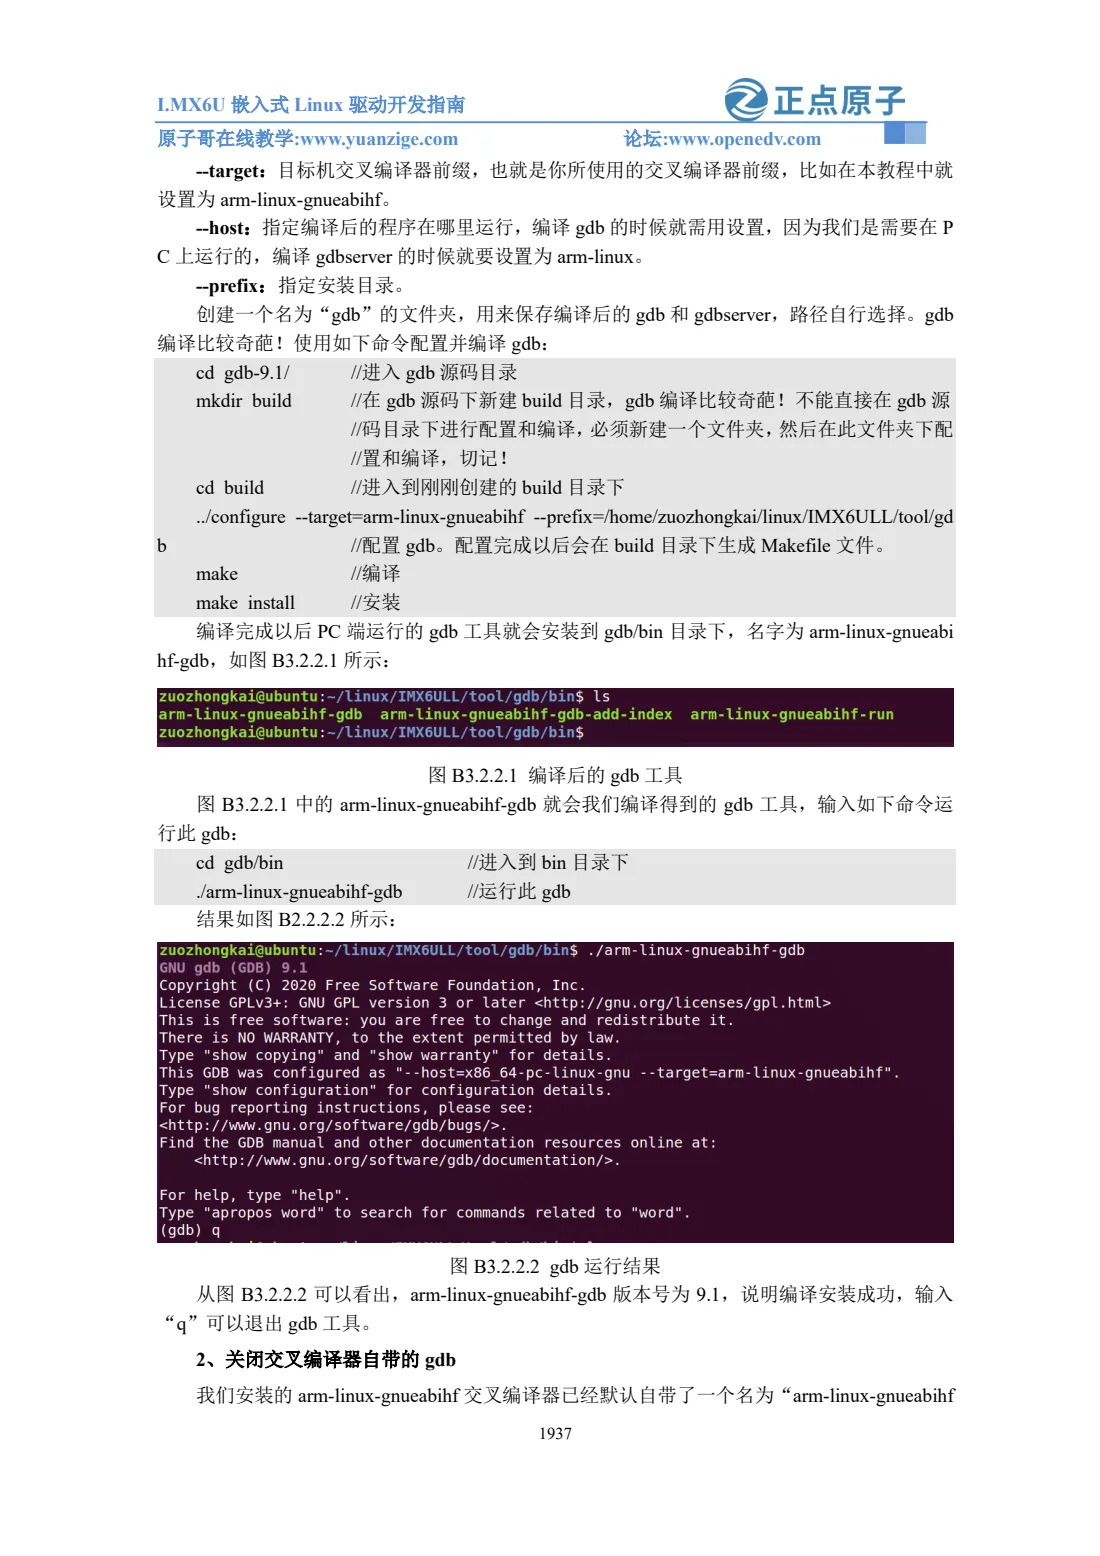 I.MX6U 嵌入式 Linux 驱动开发指南
正点原子
原子哥在线教学:www.yuanzige.com 论坛:www.openedv.com
--target：目标机交叉编译器前缀，也就是你所使用的交叉编译器前缀，比如在本教程中就
设置为 arm-linux-gnueabihf。
--host：指定编译后的程序在哪里运行，编译 gdb 的时候就需用设置，因为我们是需要在 P
C 上运行的，编译 gdbserver 的时候就要设置为 arm-linux。
--prefix：指定安装目录。
创建一个名为“gdb”的文件夹，用来保存编译后的 gdb 和 gdbserver，路径自行选择。gdb
编译比较奇葩！使用如下命令配置并编译 gdb：
cd gdb-9.1/ //进入 gdb 源码目录
mkdir build //在 gdb 源码下新建 build 目录，gdb 编译比较奇葩！不能直接在 gdb 源
//码目录下进行配置和编译，必须新建一个文件夹，然后在此文件夹下配
//置和编译，切记！
cd build //进入到刚刚创建的 build 目录下
../configure --target=arm-linux-gnueabihf --prefix=/home/zuozhongkai/linux/IMX6ULL/tool/gd
b //配置 gdb。配置完成以后会在 build 目录下生成 Makefile 文件。
make //编译
make install //安装
编译完成以后 PC 端运行的 gdb 工具就会安装到 gdb/bin 目录下，名字为 arm-linux-gnueabi
hf-gdb，如图 B3.2.2.1 所示：
zuozhongkai@ubuntu:~/linux/IMX6ULL/tool/gdb/bin$ ls
arm-linux-gnueabihf-gdb arm-linux-gnueabihf-gdb-add-index arm-linux-gnueabihf-run
zuozhongkai@ubuntu:~/linux/IMX6ULL/tool/gdb/bin$
图 B3.2.2.1 编译后的 gdb 工具
图 B3.2.2.1 中的 arm-linux-gnueabihf-gdb 就会我们编译得到的 gdb 工具，输入如下命令运
行此 gdb：
cd gdb/bin //进入到 bin 目录下
./arm-linux-gnueabihf-gdb //运行此 gdb
结果如图 B2.2.2.2 所示：
zuozhongkai@ubuntu:~/linux/IMX6ULL/tool/gdb/bin$ ./arm-linux-gnueabihf-gdb
GNU gdb (GDB) 9.1
Copyright (C) 2020 Free Software Foundation, Inc.
License GPLv3+: GNU GPL version 3 or later <http://gnu.org/licenses/gpl.html>
This is free software: you are free to change and redistribute it.
There is NO WARRANTY, to the extent permitted by law.
Type "show copying" and "show warranty" for details.
This GDB was configured as "--host=x86_64-pc-linux-gnu --target=arm-linux-gnueabihf".
Type "show configuration" for configuration details.
For bug reporting instructions, please see:
<http://www.gnu.org/software/gdb/bugs/>.
Find the GDB manual and other documentation resources online at:
<http://www.gnu.org/software/gdb/documentation/>.
For help, type "help".
Type "apropos word" to search for commands related to "word".
(gdb) q
图 B3.2.2.2 gdb 运行结果
从图 B3.2.2.2 可以看出，arm-linux-gnueabihf-gdb 版本号为 9.1，说明编译安装成功，输入
“q”可以退出 gdb 工具。
2、关闭交叉编译器自带的 gdb
我们安装的 arm-linux-gnueabihf 交叉编译器已经默认自带了一个名为“arm-linux-gnueabihf
1937